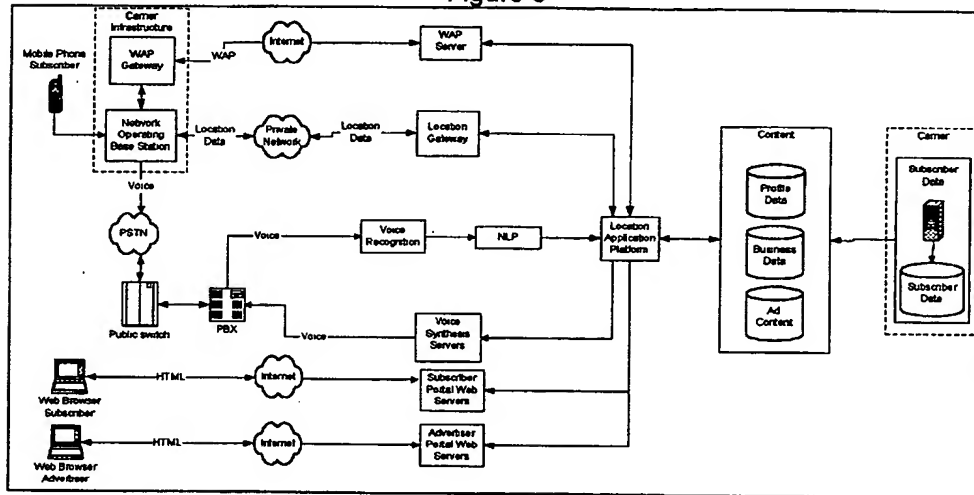 Carrier
Infrastructure
Mobile Phone
Subscriber
WAP
Gateway
WAP
Internet
WAP
Server
Network
Operating
Base Station
Location
Data
Private
Network
Location
Data
Location
Gateway
Voice
PSTN
Public switch
PBX
Voice
Voice
Recognition
NLP
Location
Application
Platform
Voice
Voice
Synthesis
Servers
Content
Profile
Data
Business
Data
Ad
Content
Carrier
Subscriber
Data
Subscriber
Data
Web Browser
Subscriber
HTML
Internet
Subscriber
Portal Web
Servers
Web Browser
Advertiser
HTML
Internet
Advertiser
Portal Web
Servers